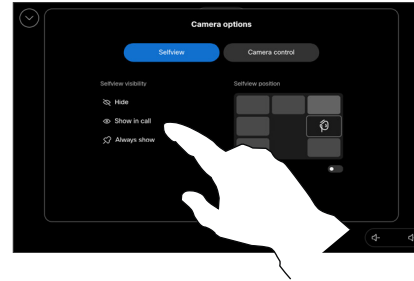 Camera options
Selfview
Camera control
Selfview visibility
Selfview position
Hide
Show in call
Always show